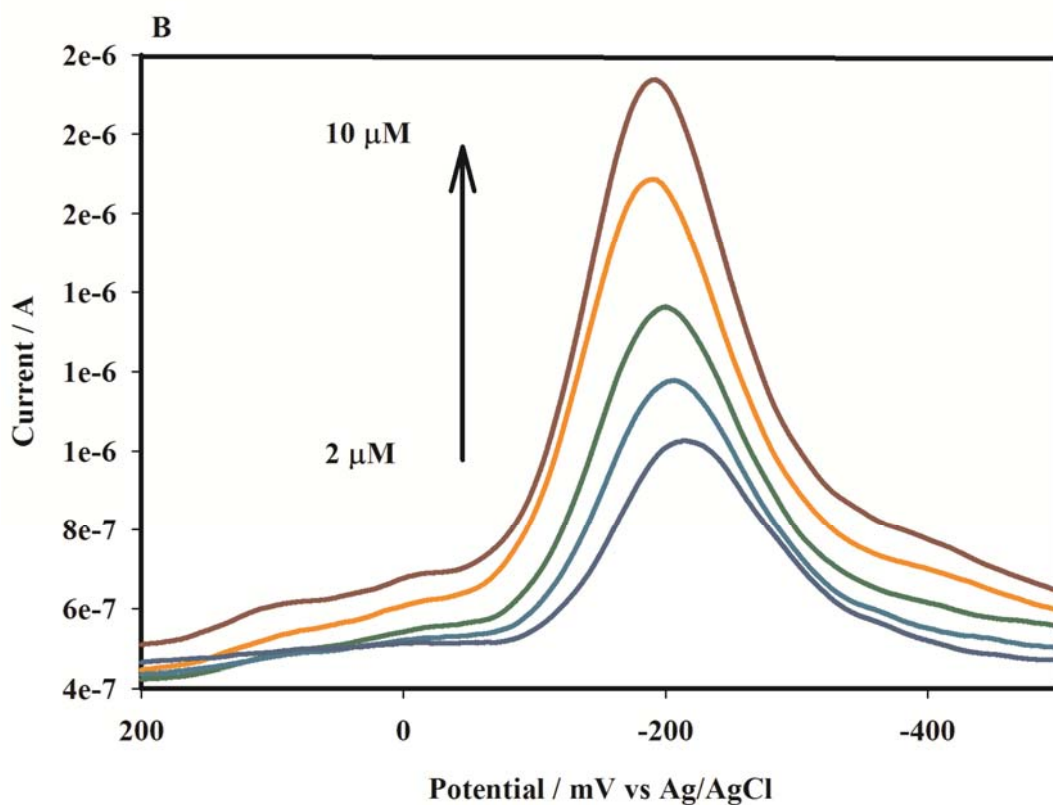 B
2e-6
2e-6
10 μM
2e-6
1e-6
1e-6
1e-6
2 μM
8e-7
6e-7
4e-7
200 0 -200 -400
Current / A
Potential / mV vs Ag/AgCl